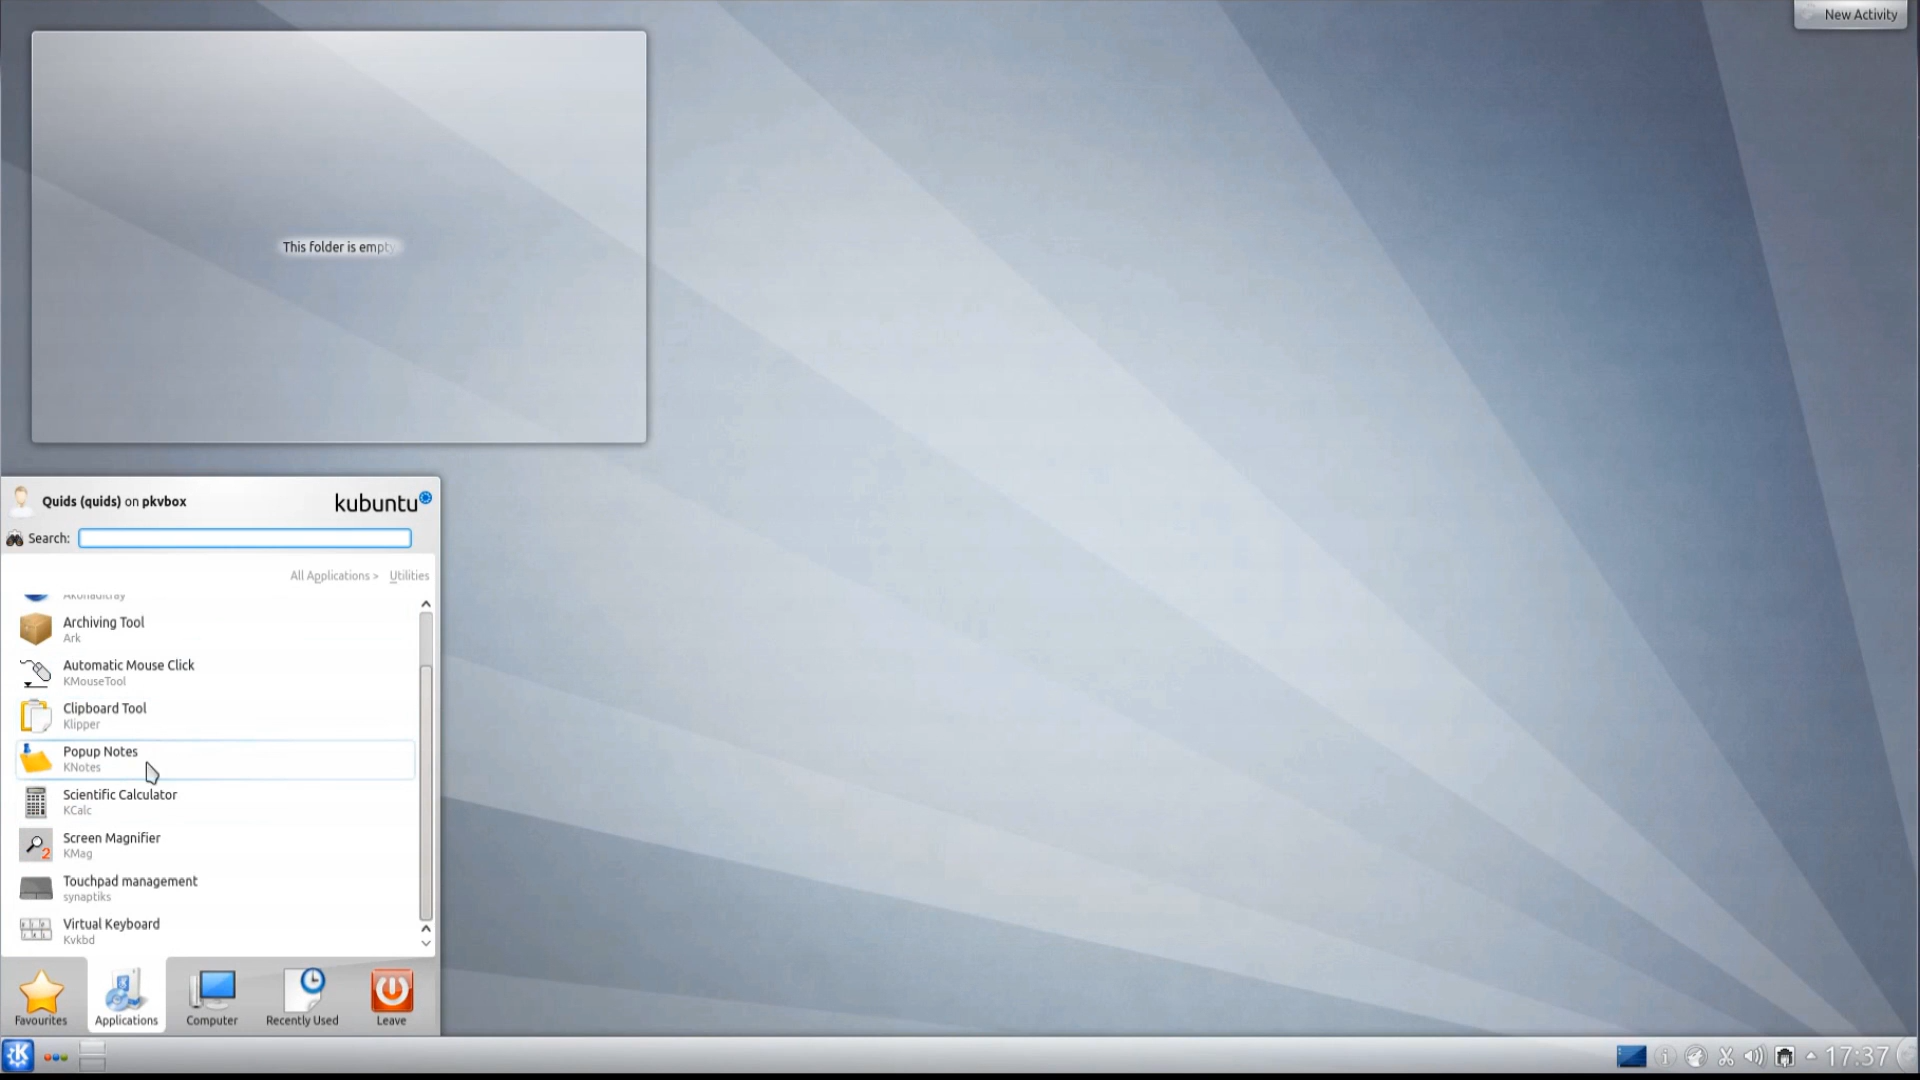 New Activity
This folder is empty
Quids (quids) on pkvbox
kubuntu
Search:
All Applications > Utilities
Akonaditray
Archiving Tool
Ark
Automatic Mouse Click
KMouseTool
Clipboard Tool
Klipper
Popup Notes
KNotes
Scientific Calculator
KCalc
Screen Magnifier
2
KMag
Touchpad management
synaptiks
Virtual Keyboard
Kvkbd
Favourites
Applications
Computer
Recently Used
Leave
K
17:37